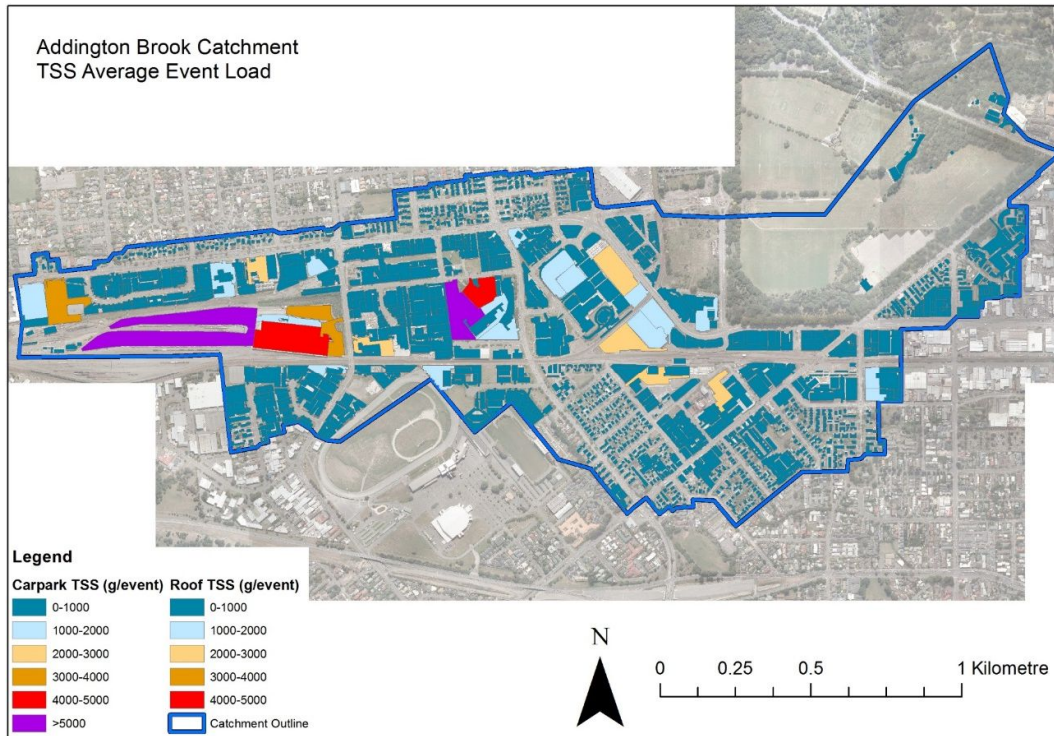 Addington Brook Catchment
TSS Average Event Load
Legend
Carpark TSS (g/event) Roof TSS (g/event)
0-1000 0-1000
1000-2000 1000-2000
2000-3000 2000-3000
3000-4000 3000-4000
4000-5000 4000-5000
>5000 Catchment Outline
N
0 0.25 0.5 1 Kilometre